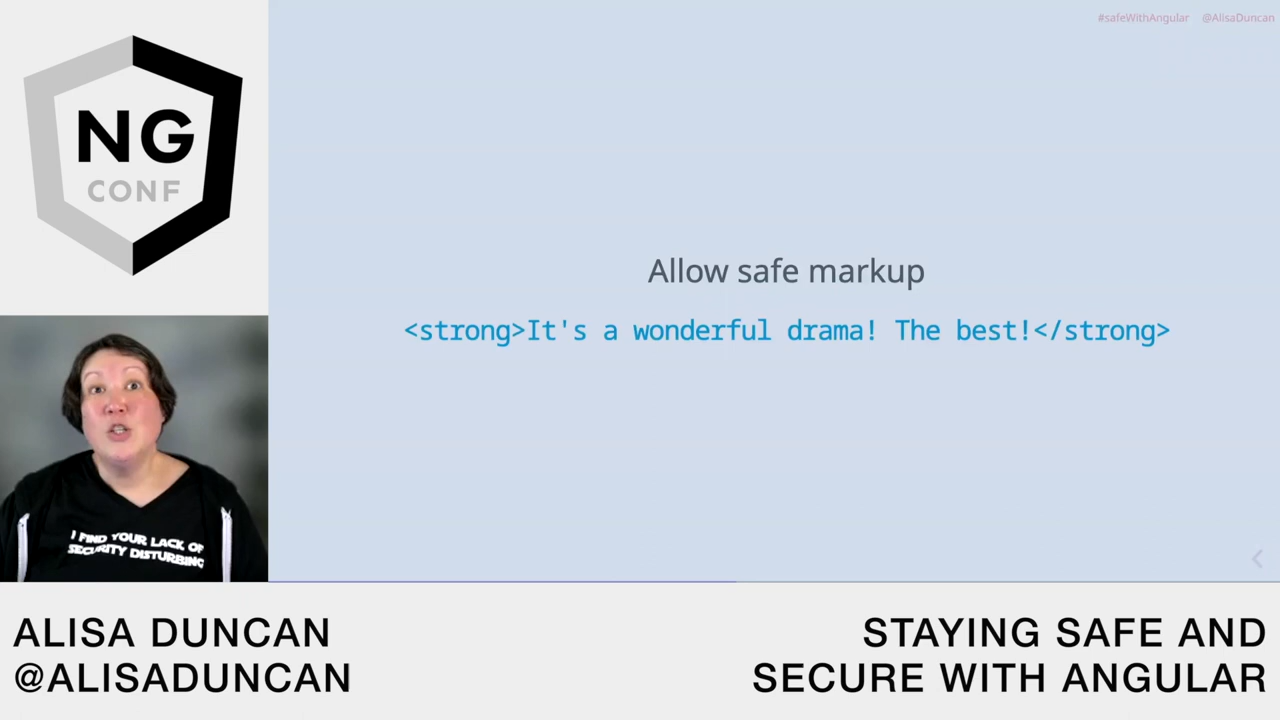 #safeWithAngular @AlisaDuncan
NG
CONF
Allow safe markup
<strong>It's a wonderful drama! The best!</strong>
I FIND YOUR LACK OF
SECURITY DISTURBING
ALISA DUNCAN
@ALISADUNCAN
STAYING SAFE AND
SECURE WITH ANGULAR